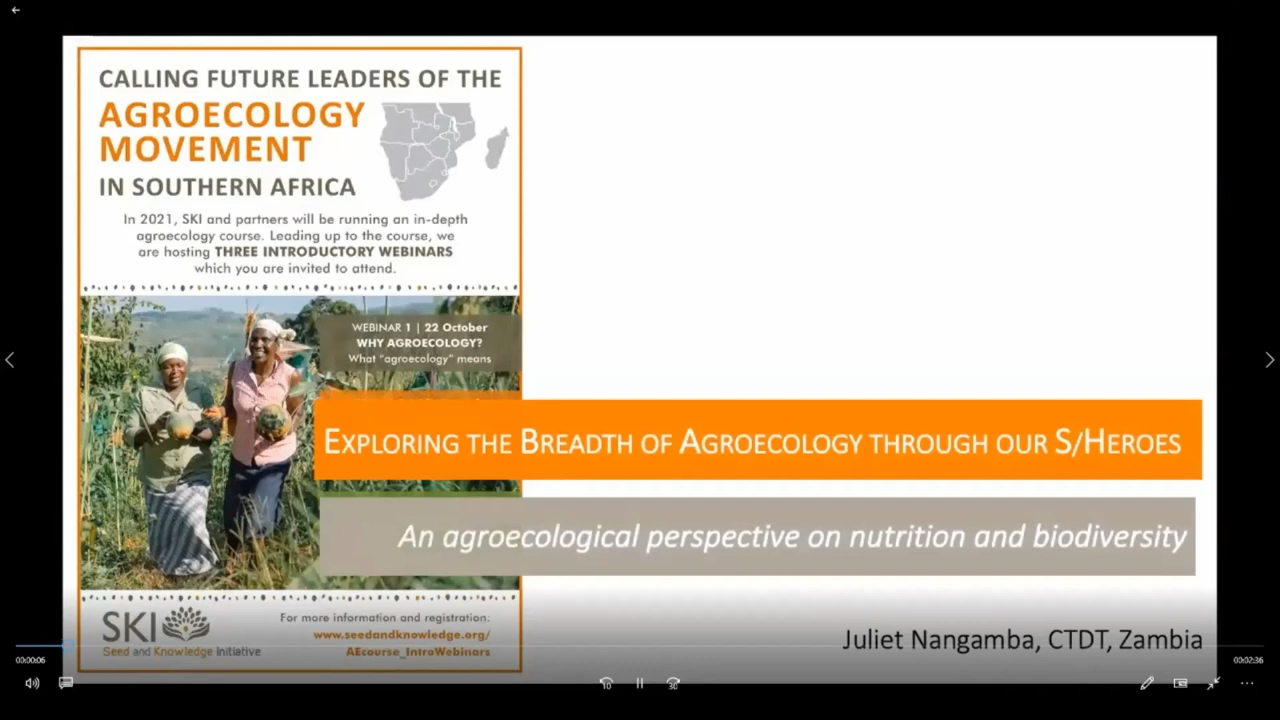 CALLING FUTURE LEADERS OF THE
AGROECOLOGY
MOVEMENT
IN SOUTHERN AFRICA
In 2021, SKI and partners will be running an in-depth
agroecology course. Leading up to the course, we
are hosting THREE INTRODUCTORY WEBINARS
which you are invited to attend.
WEBINAR 1 | 22 October
WHY AGROECOLOGY?
What “agroecology” means
EXPLORING THE BREADTH OF AGROECOLOGY THROUGH OUR S/HEROES
An agroecological perspective on nutrition and biodiversity
SKI
Seed and Knowledge Initiative
For more information and registration:
www.seedandknowledge.org/
AEcourse_IntroWebinars
Juliet Nangamba, CTDT, Zambia
00:00:06
00:02:36
10
30